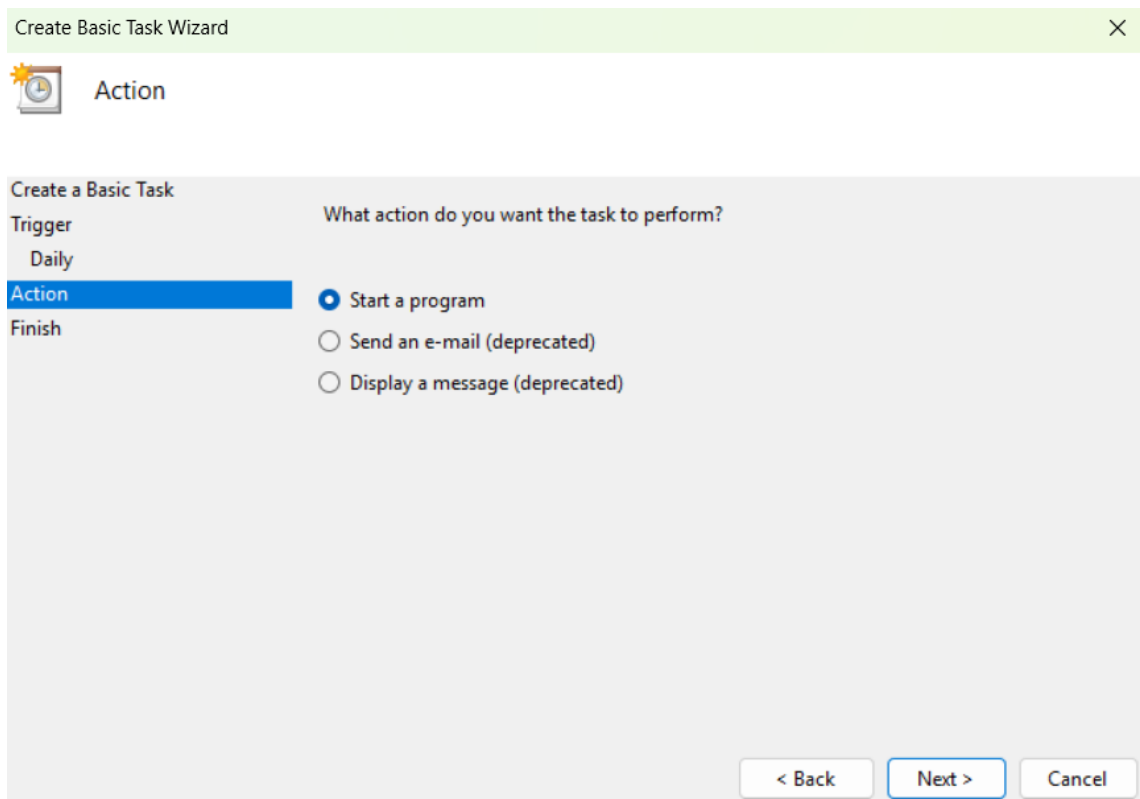 Create Basic Task Wizard
Action
Create a Basic Task
Trigger
Daily
Action
Finish
What action do you want the task to perform?
Start a program
Send an e-mail (deprecated)
Display a message (deprecated)
< Back
Next >
Cancel